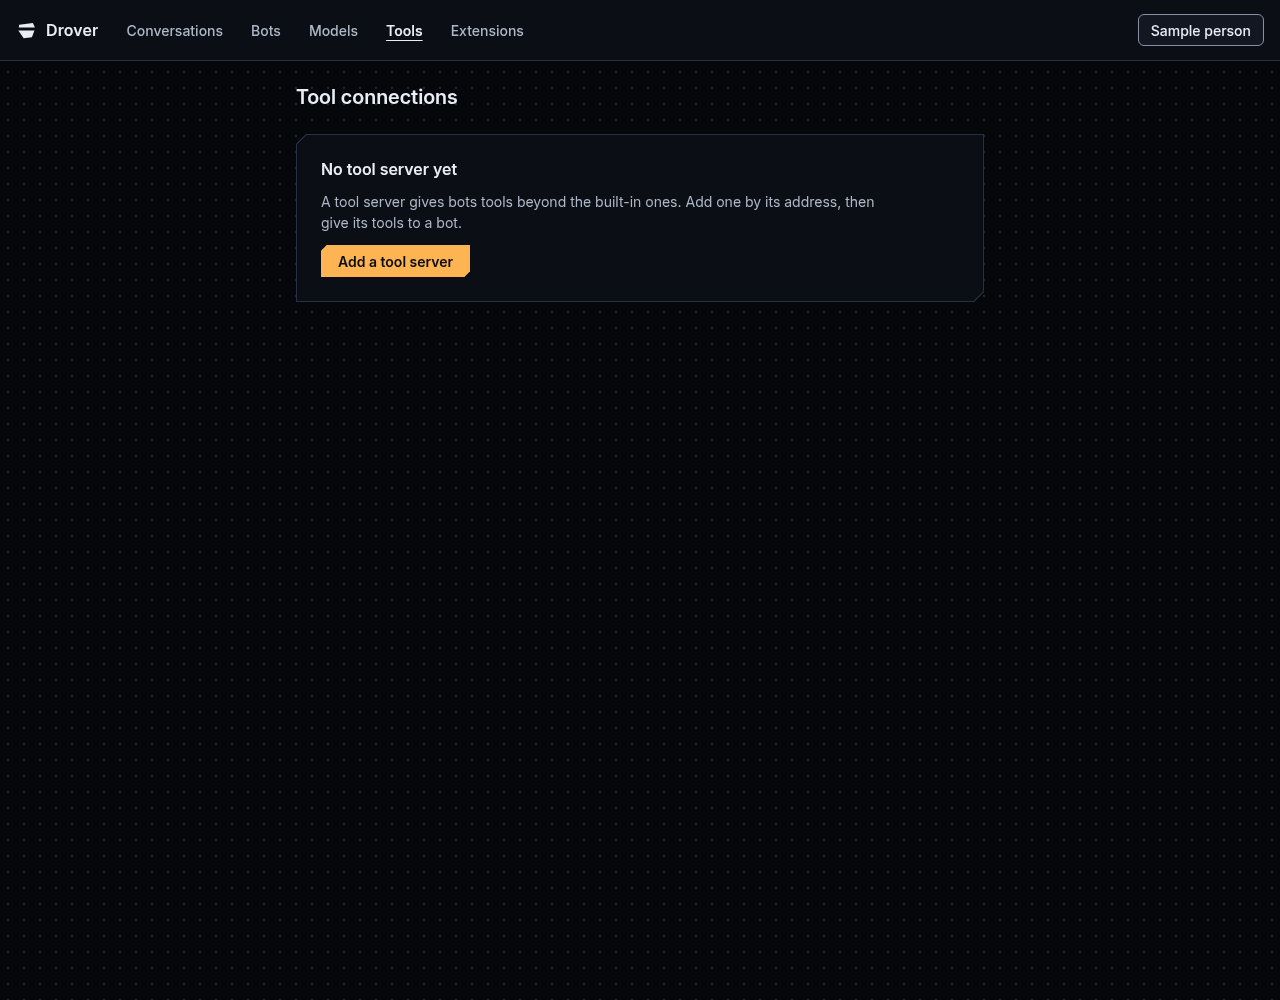 Drover
Conversations
Bots
Models
Tools
Extensions
Sample person
Tool connections
No tool server yet
A tool server gives bots tools beyond the built-in ones. Add one by its address, then
give its tools to a bot.
Add a tool server